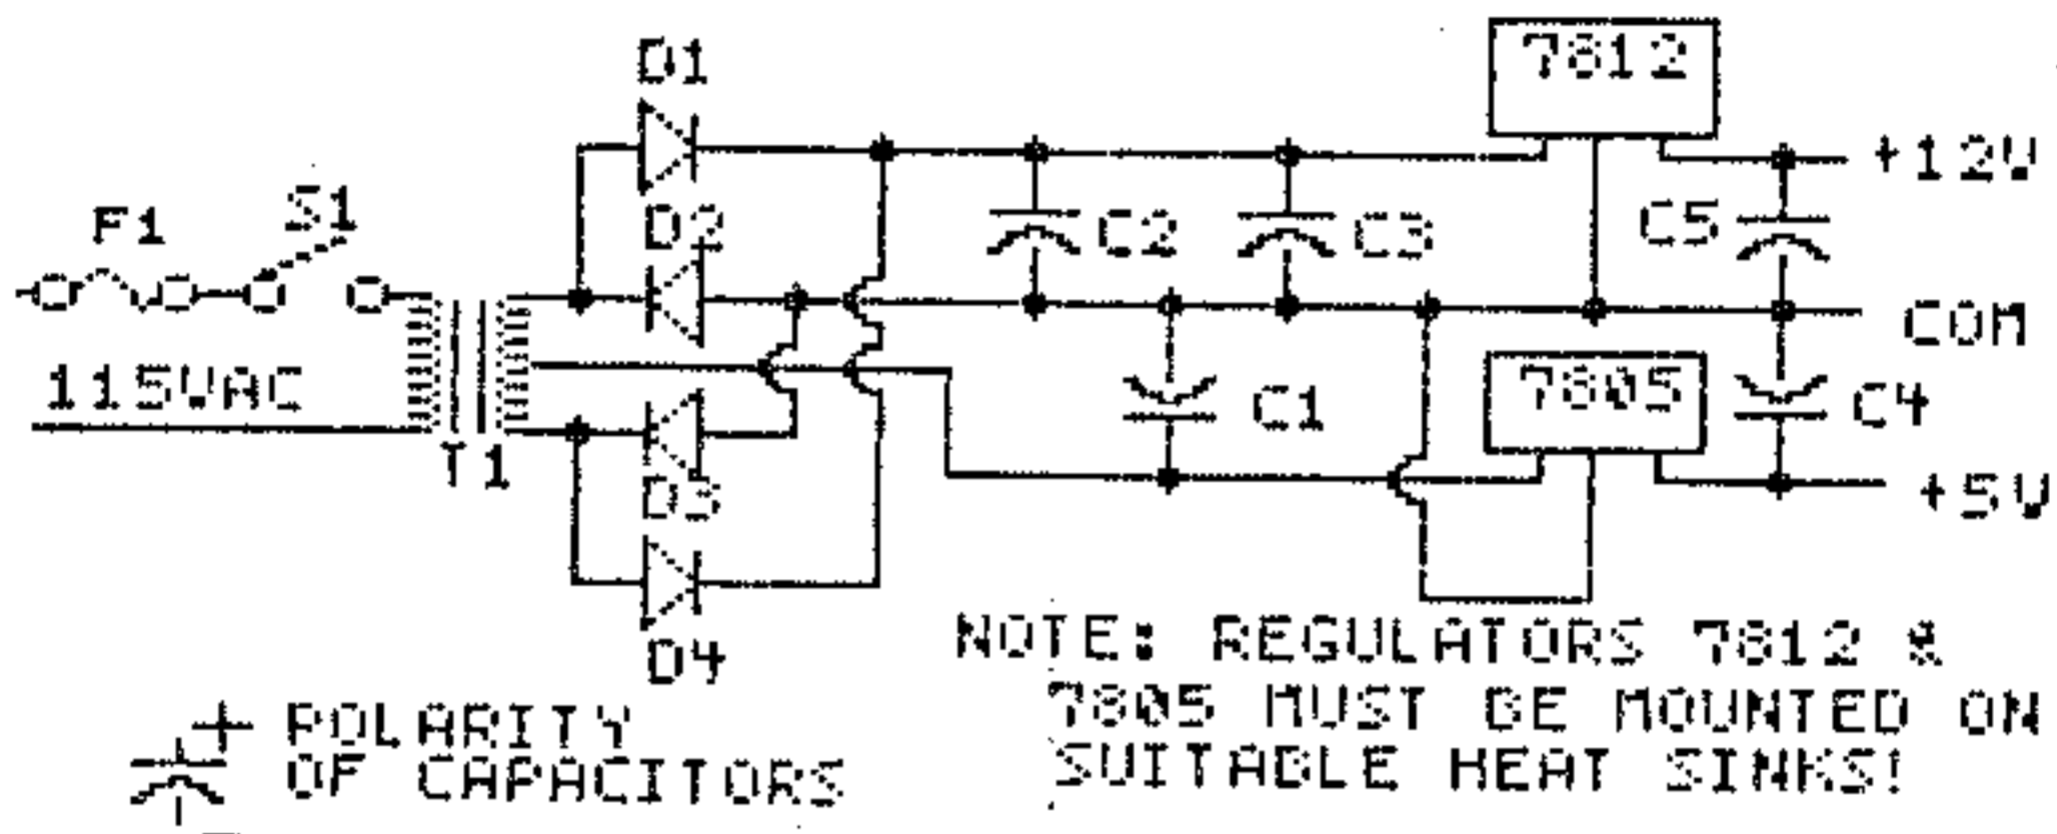 D1
7812
+12V
F1
S1
D2
C2
C3
C5
COM
115VAC
T1
C1
7805
C4
D3
+5V
D4
NOTE: REGULATORS 7812 &
7805 MUST BE MOUNTED ON
SUITABLE HEAT SINKS!
+ POLARITY
OF CAPACITORS